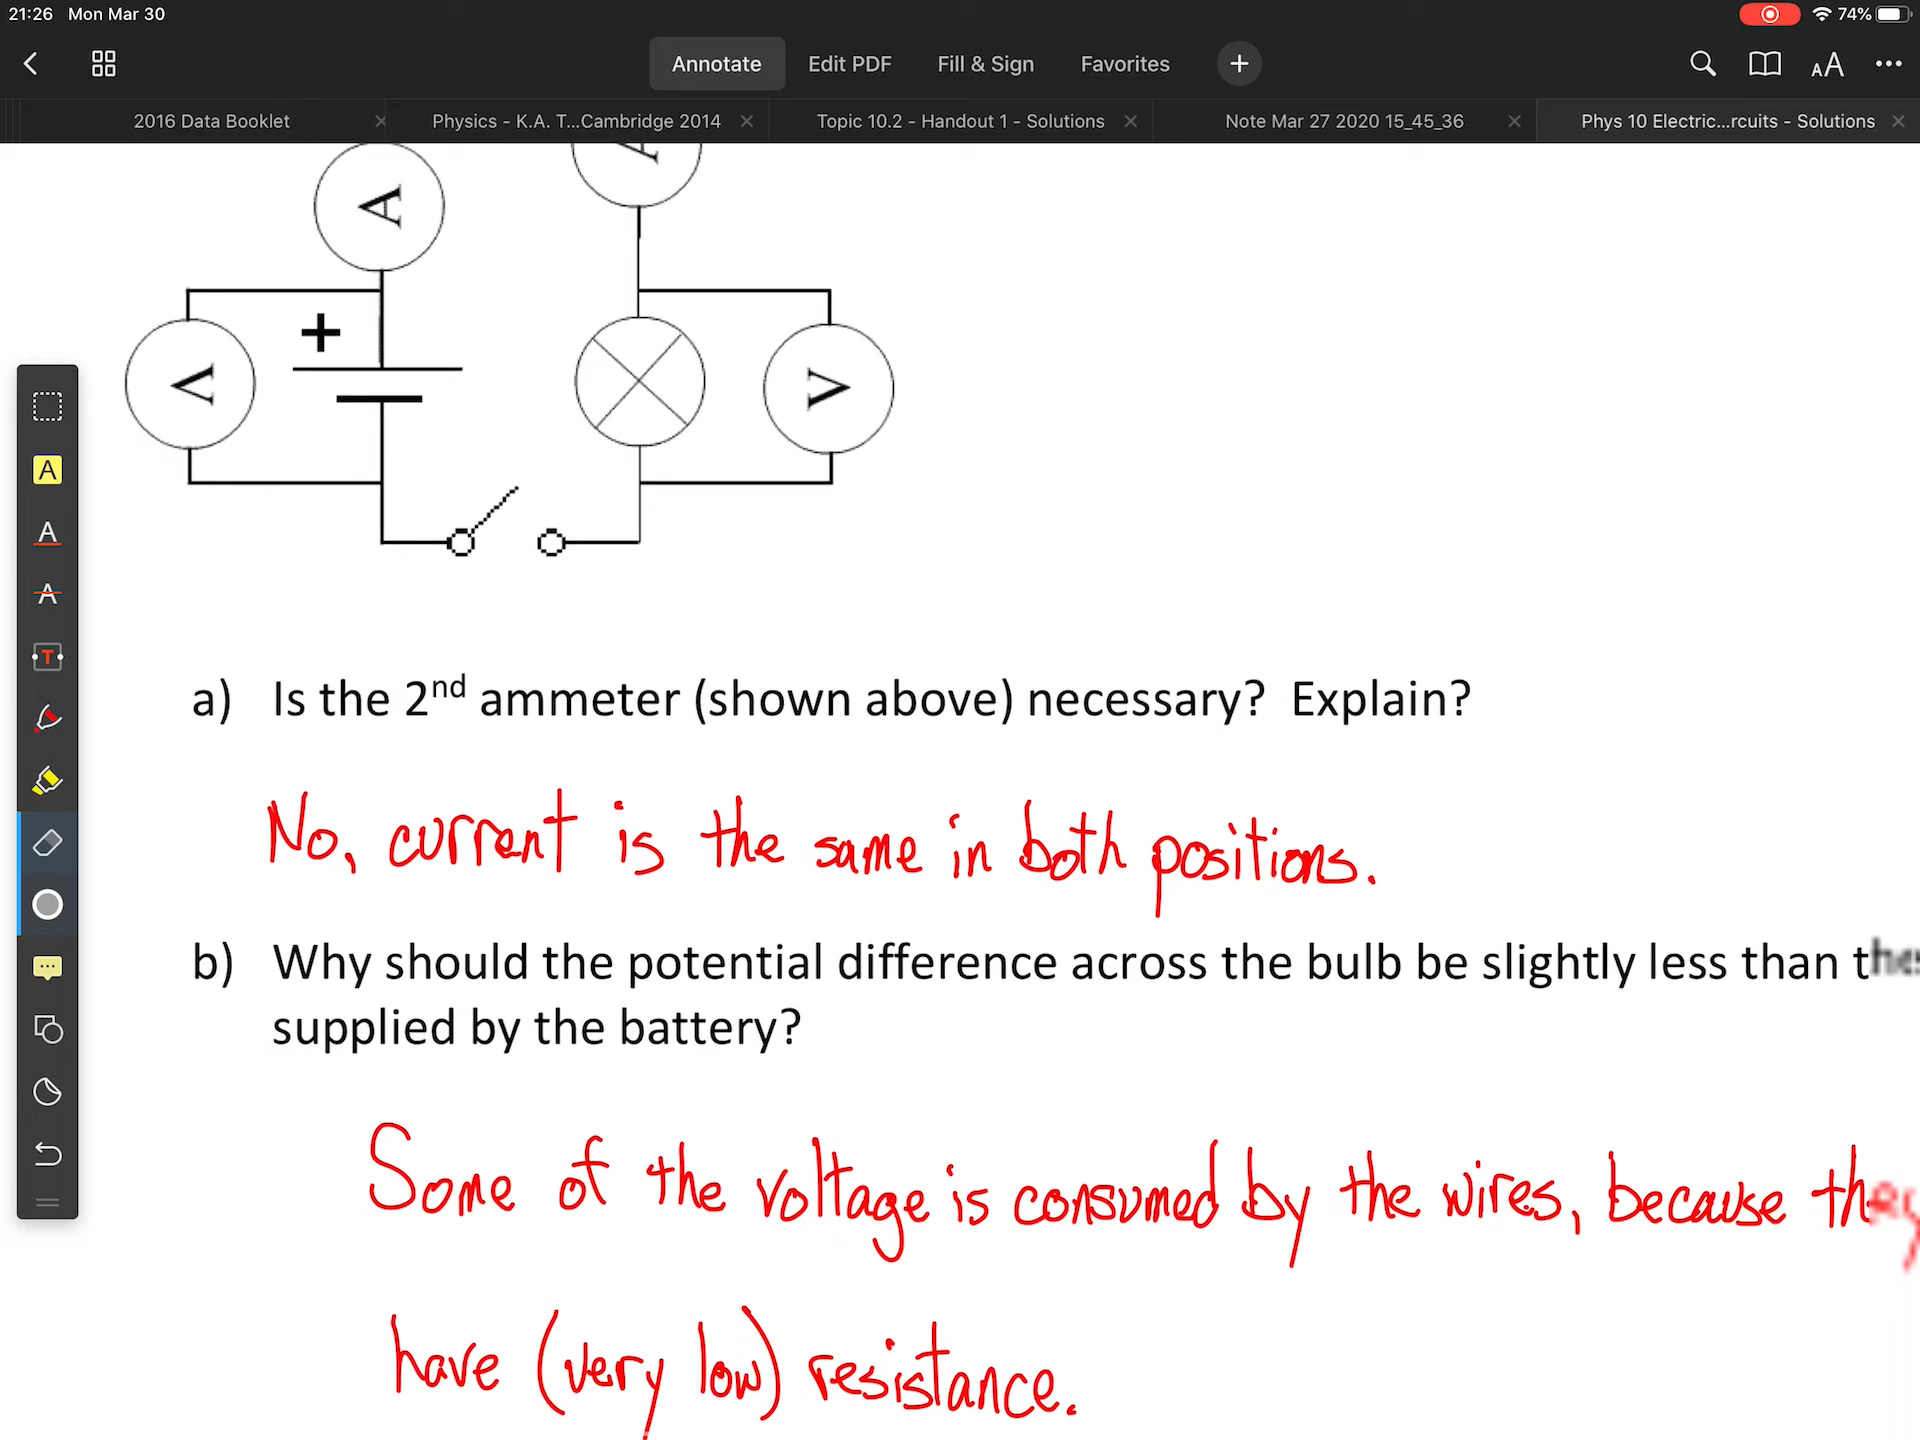 21:26 Mon Mar 30 74%
Annotate Edit PDF Fill & Sign Favorites
AA
2016 Data Booklet Physics - K.A. T...Cambridge 2014 Topic 10.2 - Handout 1 - Solutions Note Mar 27 2020 15_45_36 Phys 10 Electric...rcuits - Solutions
A A
+
V V
A
A
A
T
a) Is the 2nd ammeter (shown above) necessary? Explain?
No, current is the same in both positions.
b) Why should the potential difference across the bulb be slightly less than the
supplied by the battery?
Some of the voltage is consumed by the wires, because they
have (very low) resistance.